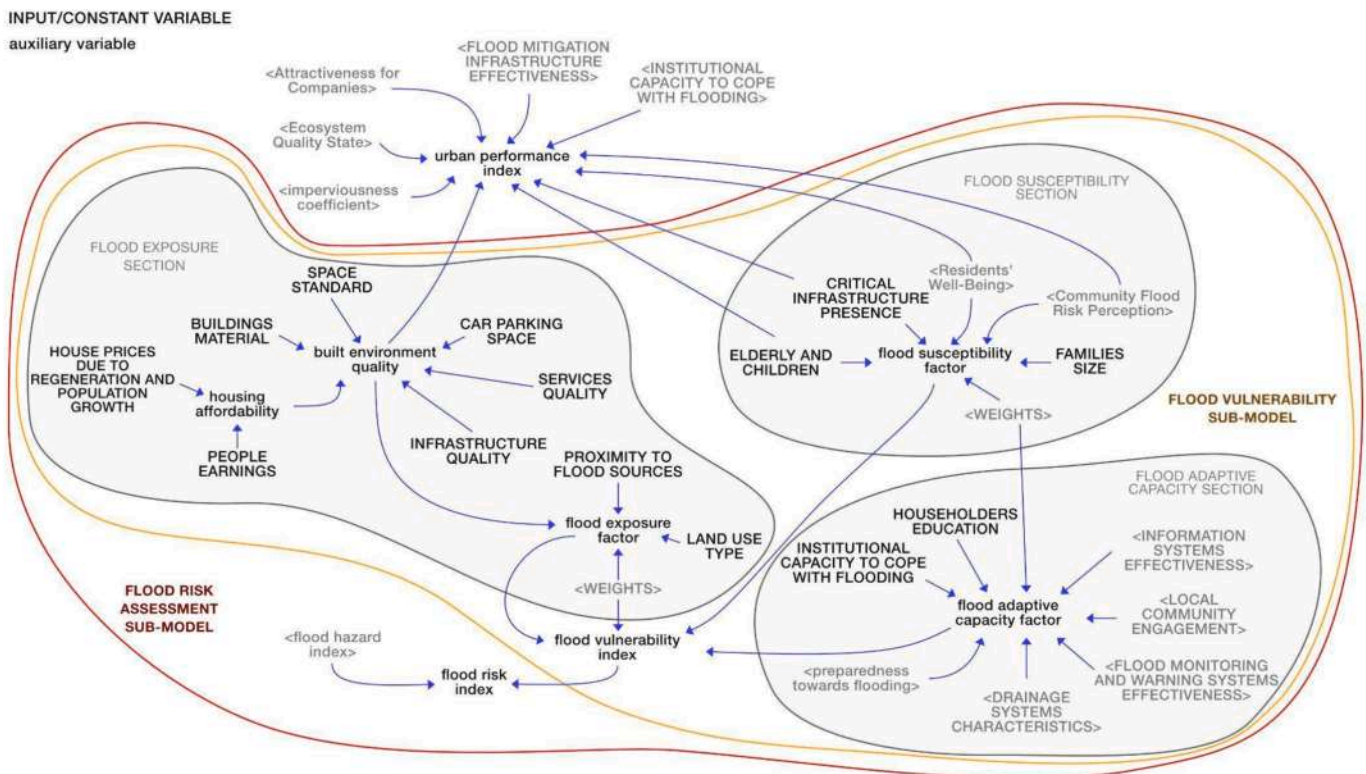 INPUT/CONSTANT VARIABLE
auxiliary variable
<Attractiveness for
Companies>
<FLOOD MITIGATION
INFRASTRUCTURE
EFFECTIVENESS>
<INSTITUTIONAL
CAPACITY TO COPE
WITH FLOODING>
<Ecosystem
Quality State>
urban performance
index
<imperviousness
coefficient>
FLOOD EXPOSURE
SECTION
SPACE
STANDARD
BUILDINGS
MATERIAL
CAR PARKING
SPACE
built environment
quality
HOUSE PRICES
DUE TO
REGENERATION AND
POPULATION
GROWTH
housing
affordability
SERVICES
QUALITY
PEOPLE
EARNINGS
INFRASTRUCTURE
QUALITY
PROXIMITY TO
FLOOD SOURCES
flood exposure
factor
LAND USE
TYPE
<WEIGHTS>
FLOOD SUSCEPTIBILITY
SECTION
CRITICAL
INFRASTRUCTURE
PRESENCE
<Residents'
Well-Being>
<Community Flood
Risk Perception>
ELDERLY AND
CHILDREN
flood susceptibility
factor
FAMILIES
SIZE
<WEIGHTS>
FLOOD VULNERABILITY
SUB-MODEL
FLOOD ADAPTIVE
CAPACITY SECTION
HOUSEHOLDERS
EDUCATION
INSTITUTIONAL
CAPACITY TO COPE
WITH FLOODING
<INFORMATION
SYSTEMS
EFFECTIVENESS>
flood adaptive
capacity factor
<LOCAL
COMMUNITY
ENGAGEMENT>
<preparedness
towards flooding>
<DRAINAGE
SYSTEMS
CHARACTERISTICS>
<FLOOD MONITORING
AND WARNING SYSTEMS
EFFECTIVENESS>
FLOOD RISK
ASSESSMENT
SUB-MODEL
<flood hazard
index>
flood vulnerability
index
flood risk
index